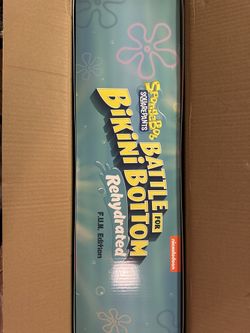 SpongeBob
SQUAREPANTS
BATTLE
FOR
BIKINI BOTTOM
Rehydrated
F.U.N. Edition
nickelodeon